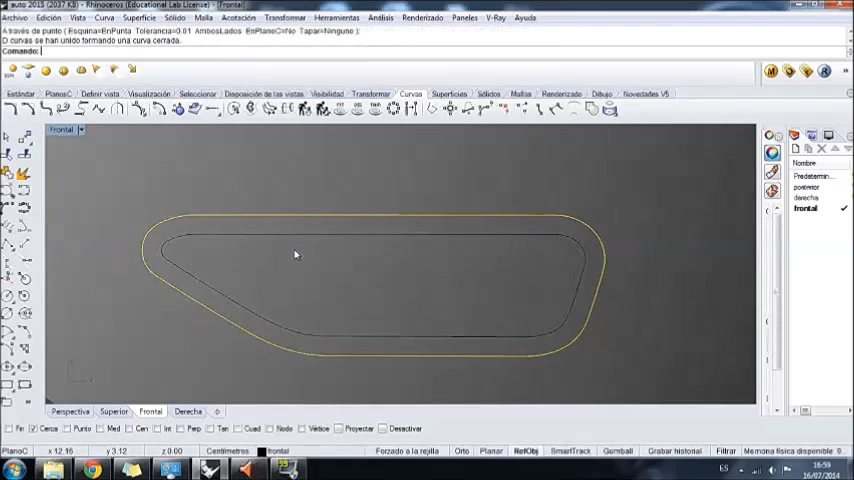 auto 2015 (2037 KB) - Rhinoceros (Educational Lab License) - [Frontal]
Archivo Edición Vista Curva Superficie Sólido Malla Acotación Transformar Herramientas Análisis Renderizado Paneles V-Ray Ayuda
A través de punto ( Esquina=EnPunta Tolerancia=0.01 AmbosLados EnPlanoC=No Tapar=Ninguno ):
curvas se han unido formando una curva cerrada.
Comando:
Estándar PlanosC Definir vista Visualización Seleccionar Disposición de las vistas Visibilidad Transformar Curvas Superficies Sólidos Mallas Renderizado Dibujo Novedades V5
Frontal
Nombre
Predetermin...
posterior
derecha
frontal
Perspectiva Superior Frontal Derecha
Fin Cerca Punto Med Cen Int Perp Tan Cuad Nodo Vértice Proyectar Desactivar
PlanoC x 12.16 y 3.12 z 0.00 Centímetros frontal Forzado a la rejilla Orto Planar RefObj SmartTrack Gumball Grabar historial Filtrar Memoria física disponible: 9...
ES 16:59
16/07/2014